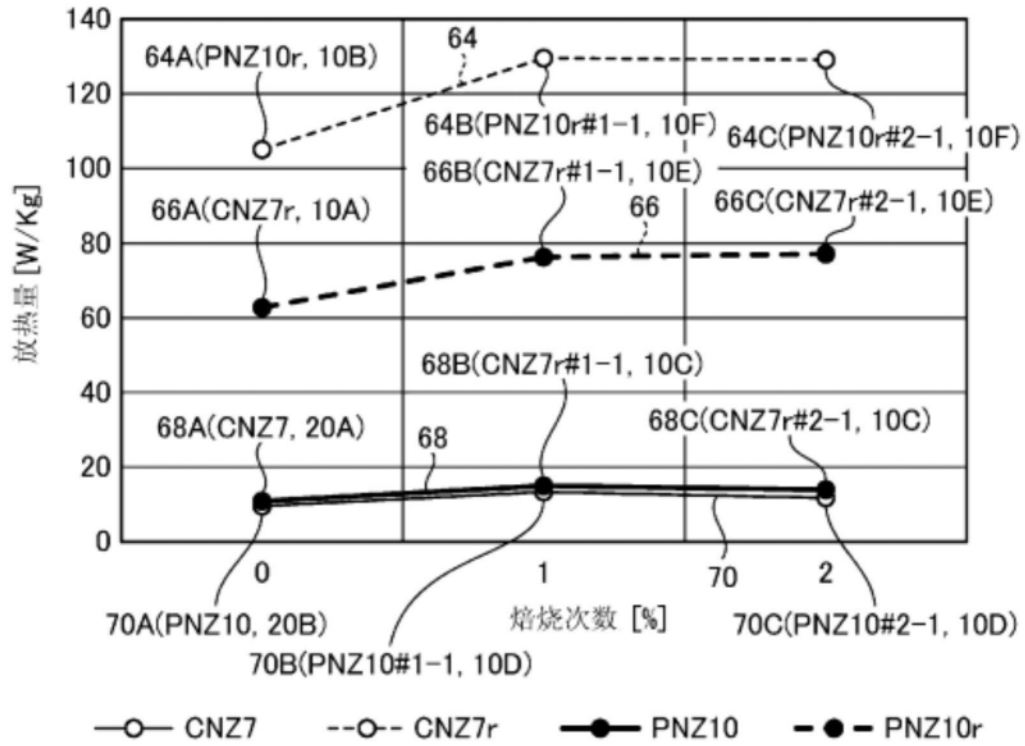 140
120
100
80
60
40
20
0
放热量 [W/Kg]
64A(PNZ10r, 10B)
64
64B(PNZ10r#1-1, 10F)
64C(PNZ10r#2-1, 10F)
66A(CNZ7r, 10A)
66B(CNZ7r#1-1, 10E)
66
66C(CNZ7r#2-1, 10E)
68A(CNZ7, 20A)
68
68B(CNZ7r#1-1, 10C)
68C(CNZ7r#2-1, 10C)
0
1
2
70
焙烧次数 [%]
70A(PNZ10, 20B)
70B(PNZ10#1-1, 10D)
70C(PNZ10#2-1, 10D)
CNZ7
CNZ7r
PNZ10
PNZ10r